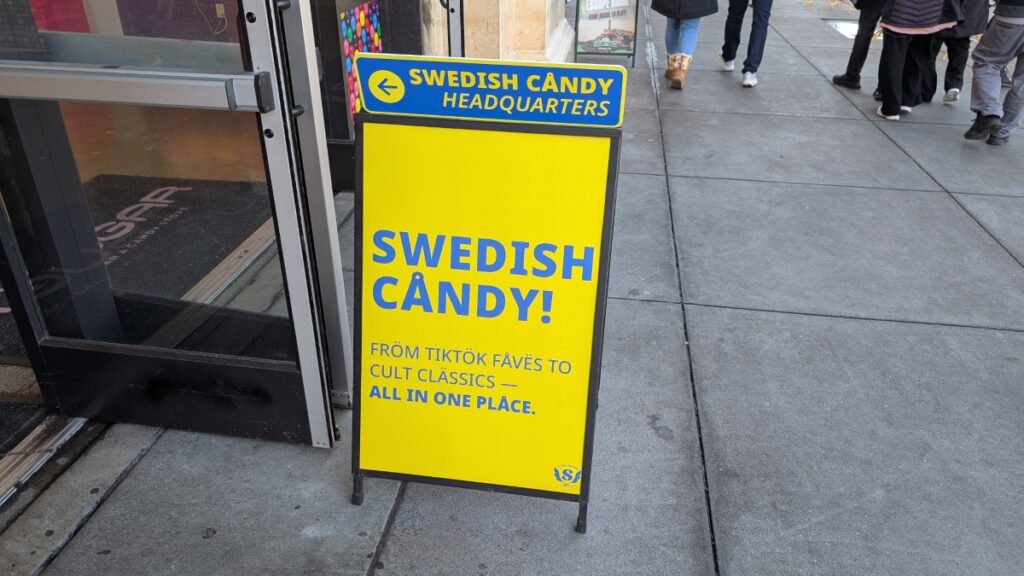 SWEDISH CÅNDY
HEADQUARTERS
SWEDISH
CÅNDY!
FRÖM TIKTÖK FÅVËS TO
CULT CLÄSSICS —
ALL IN ONE PLÅCE.
S